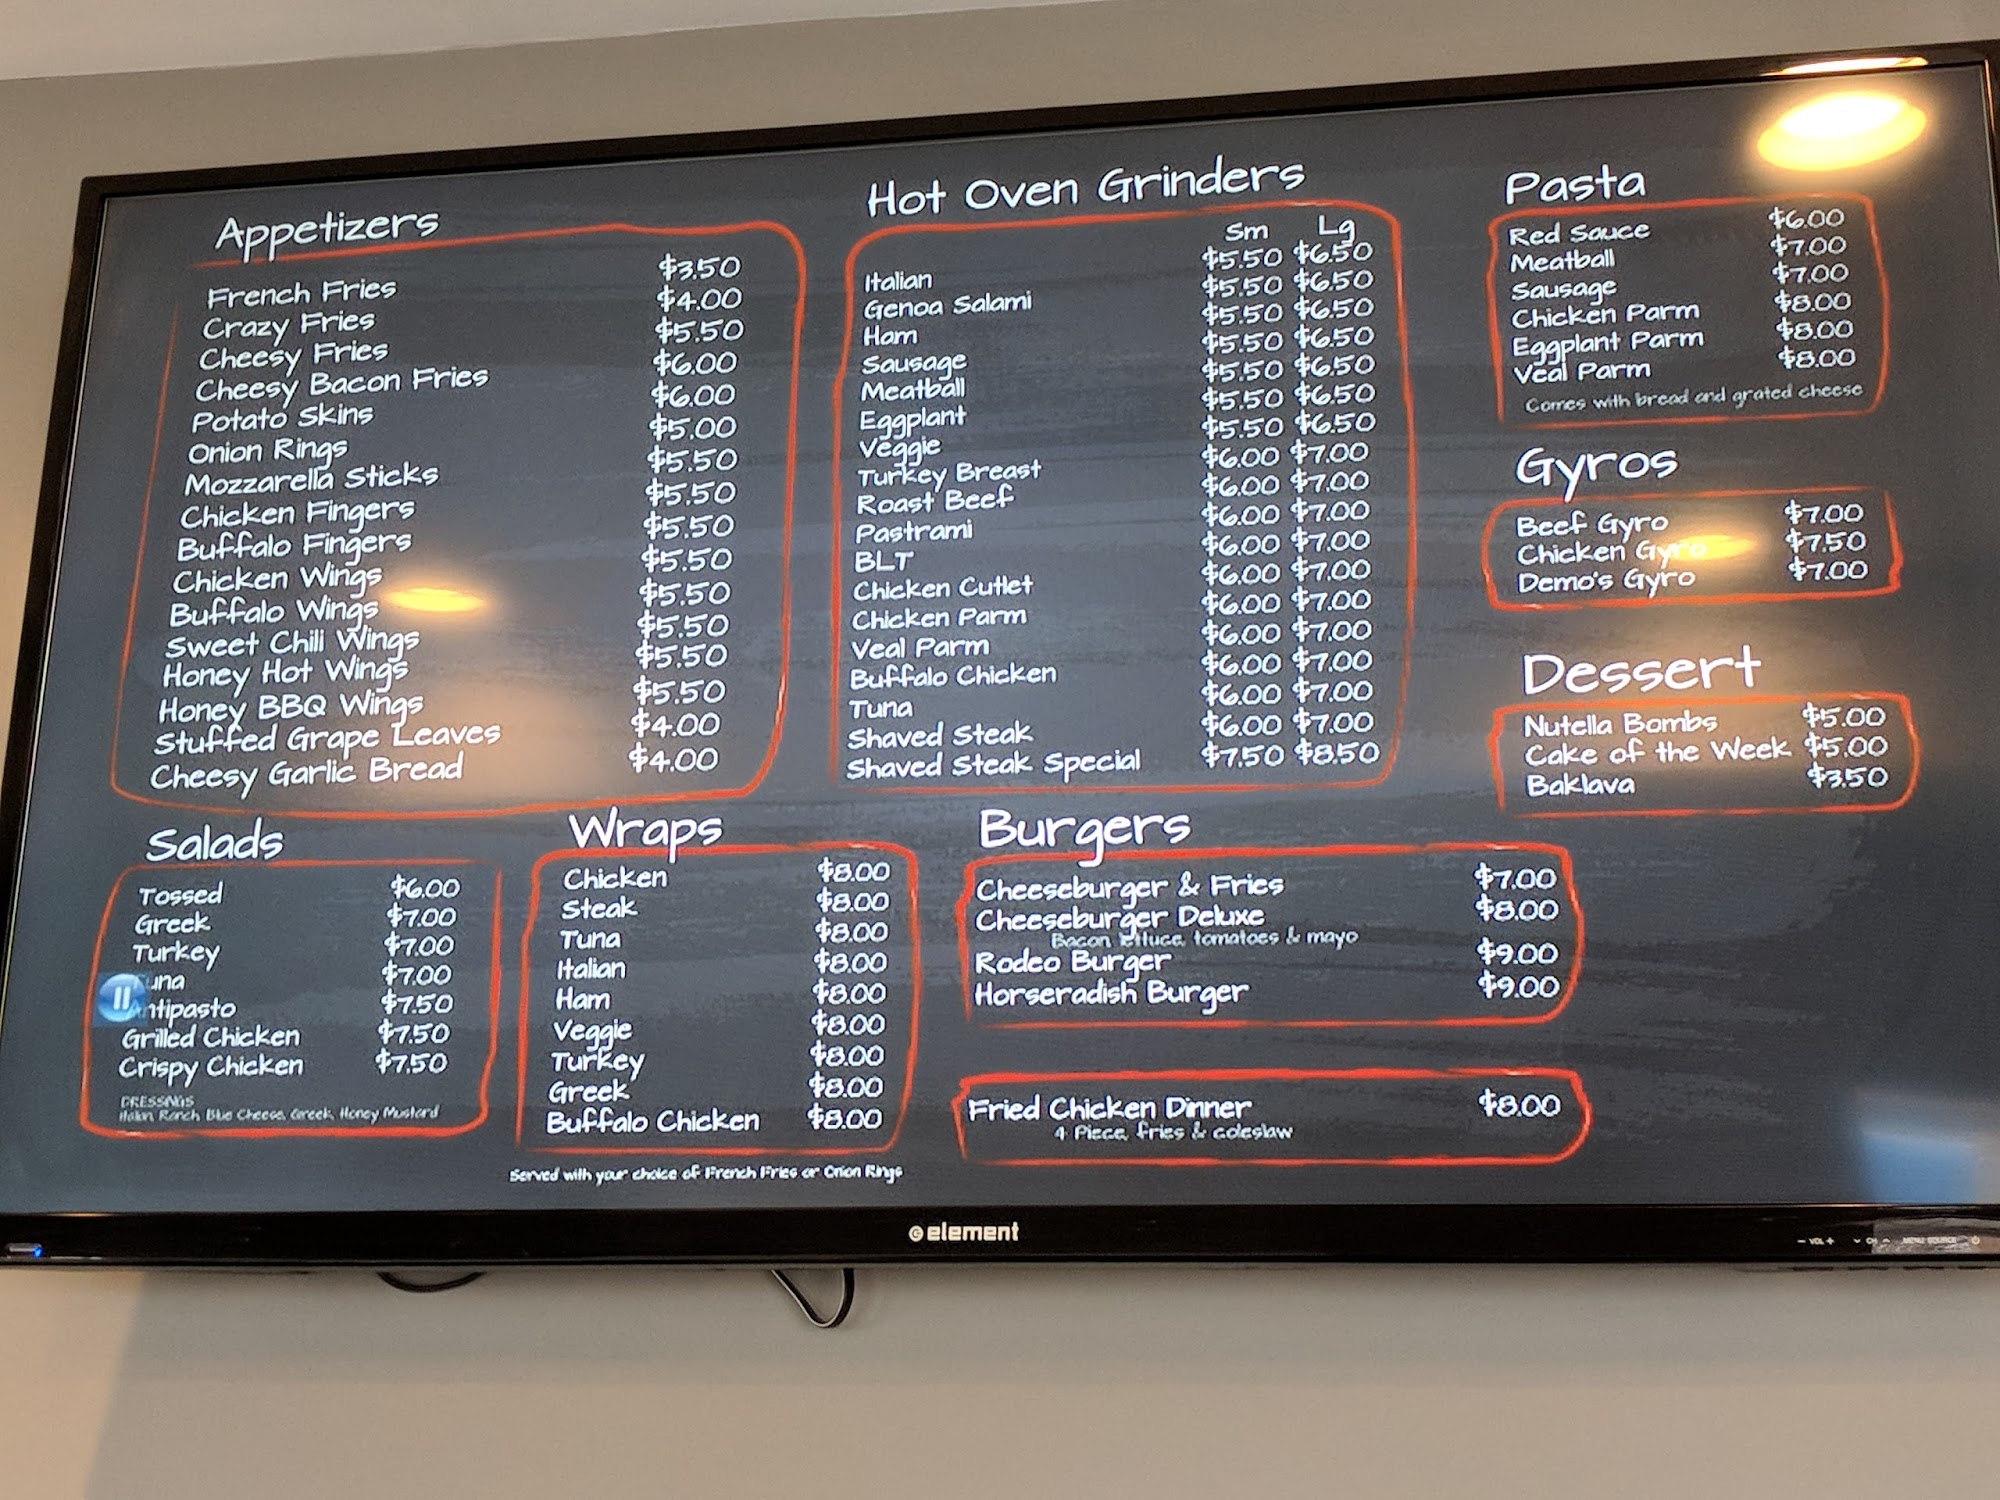 Appetizers
French Fries $3.50
Crazy Fries $4.00
Cheesy Fries $5.50
Cheesy Bacon Fries $6.00
Potato Skins $6.00
Onion Rings $5.00
Mozzarella Sticks $5.50
Chicken Fingers $5.50
Buffalo Fingers $5.50
Chicken Wings $5.50
Buffalo Wings $5.50
Sweet Chili Wings $5.50
Honey Hot Wings $5.50
Honey BBQ Wings $5.50
Stuffed Grape Leaves $4.00
Cheesy Garlic Bread $4.00
Hot Oven Grinders
Sm Lg
Italian $5.50 $6.50
Genoa Salami $5.50 $6.50
Ham $5.50 $6.50
Sausage $5.50 $6.50
Meatball $5.50 $6.50
Eggplant $5.50 $6.50
Veggie $5.50 $6.50
Turkey Breast $6.00 $7.00
Roast Beef $6.00 $7.00
Pastrami $6.00 $7.00
BLT $6.00 $7.00
Chicken Cutlet $6.00 $7.00
Chicken Parm $6.00 $7.00
Veal Parm $6.00 $7.00
Buffalo Chicken $6.00 $7.00
Tuna $6.00 $7.00
Shaved Steak $6.00 $7.00
Shaved Steak Special $7.50 $8.50
Pasta
Red Sauce $6.00
Meatball $7.00
Sausage $7.00
Chicken Parm $8.00
Eggplant Parm $8.00
Veal Parm $8.00
Comes with bread and grated cheese
Gyros
Beef Gyro $7.00
Chicken Gyro $7.50
Demo's Gyro $7.00
Dessert
Nutella Bombs $5.00
Cake of the Week $5.00
Baklava $3.50
Salads
Tossed $6.00
Greek $7.00
Turkey $7.00
Tuna $7.00
Antipasto $7.50
Grilled Chicken $7.50
Crispy Chicken $7.50
DRESSINGS
Italian, Ranch, Blue Cheese, Greek, Honey Mustard
Wraps
Chicken $8.00
Steak $8.00
Tuna $8.00
Italian $8.00
Ham $8.00
Veggie $8.00
Turkey $8.00
Greek $8.00
Buffalo Chicken $8.00
Served with your choice of French Fries or Onion Rings
Burgers
Cheeseburger & Fries $7.00
Cheeseburger Deluxe $8.00
Bacon, lettuce, tomatoes & mayo
Rodeo Burger $9.00
Horseradish Burger $9.00
Fried Chicken Dinner $8.00
4 Piece, fries & coleslaw
element
- VOL + CH MENU SOURCE